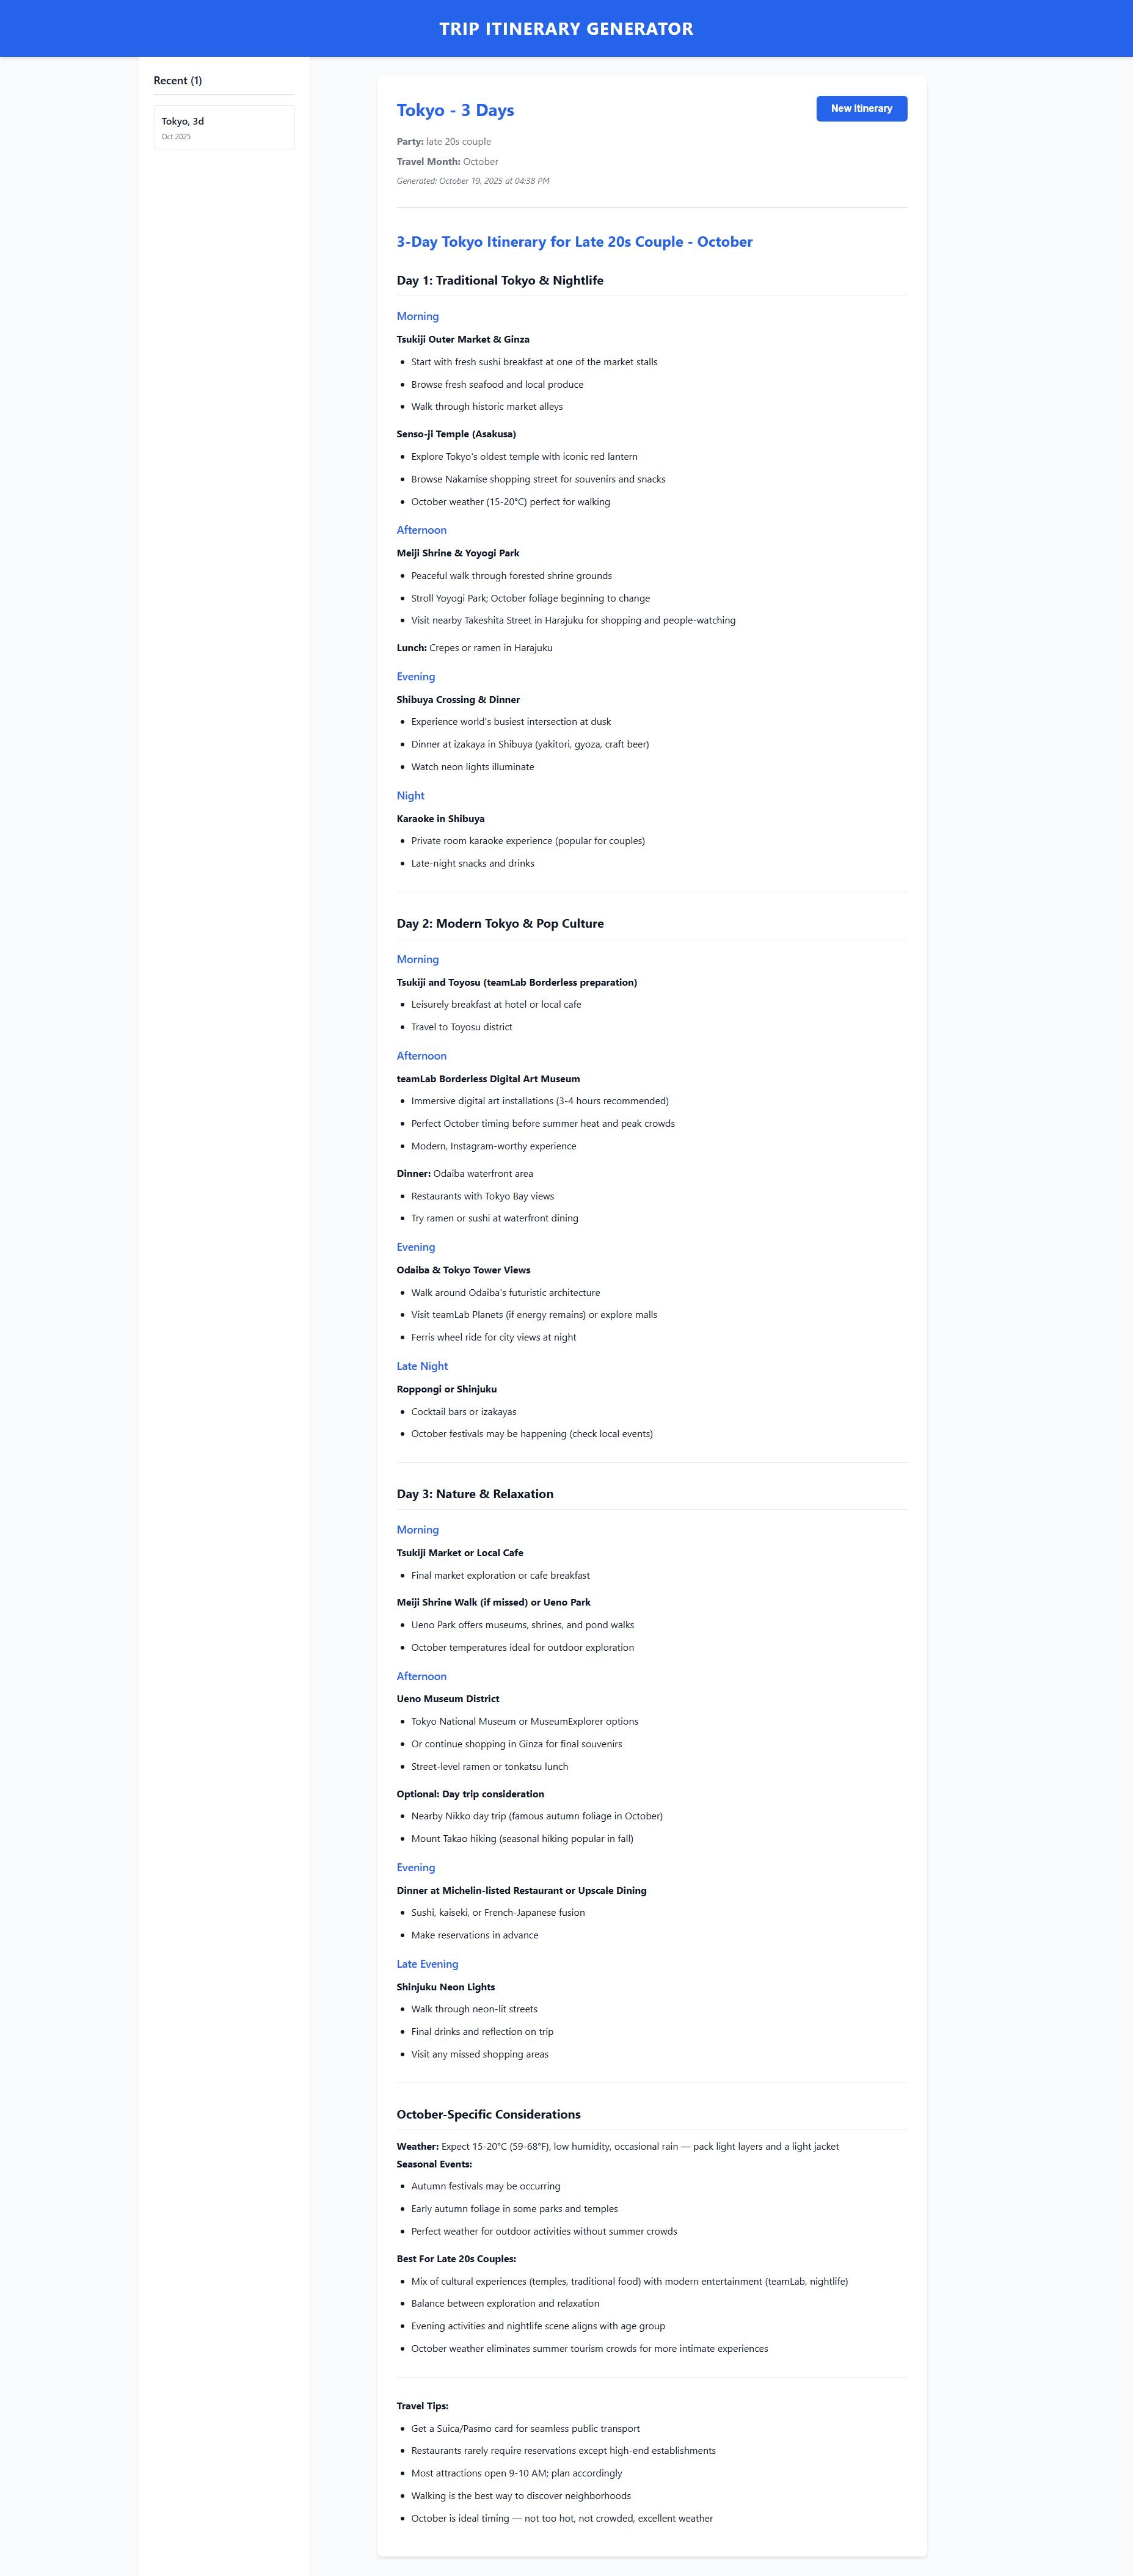 TRIP ITINERARY GENERATOR
Recent (1)
Tokyo, 3d
Oct 2025
Tokyo - 3 Days
New Itinerary
Party: late 20s couple
Travel Month: October
Generated: October 19, 2025 at 04:38 PM
3-Day Tokyo Itinerary for Late 20s Couple - October
Day 1: Traditional Tokyo & Nightlife
Morning
Tsukiji Outer Market & Ginza
• Start with fresh sushi breakfast at one of the market stalls
• Browse fresh seafood and local produce
• Walk through historic market alleys
Senso-ji Temple (Asakusa)
• Explore Tokyo's oldest temple with iconic red lantern
• Browse Nakamise shopping street for souvenirs and snacks
• October weather (15-20°C) perfect for walking
Afternoon
Meiji Shrine & Yoyogi Park
• Peaceful walk through forested shrine grounds
• Stroll Yoyogi Park; October foliage beginning to change
• Visit nearby Takeshita Street in Harajuku for shopping and people-watching
Lunch: Crepes or ramen in Harajuku
Evening
Shibuya Crossing & Dinner
• Experience world's busiest intersection at dusk
• Dinner at izakaya in Shibuya (yakitori, gyoza, craft beer)
• Watch neon lights illuminate
Night
Karaoke in Shibuya
• Private room karaoke experience (popular for couples)
• Late-night snacks and drinks
Day 2: Modern Tokyo & Pop Culture
Morning
Tsukiji and Toyosu (teamLab Borderless preparation)
• Leisurely breakfast at hotel or local cafe
• Travel to Toyosu district
Afternoon
teamLab Borderless Digital Art Museum
• Immersive digital art installations (3-4 hours recommended)
• Perfect October timing before summer heat and peak crowds
• Modern, Instagram-worthy experience
Dinner: Odaiba waterfront area
• Restaurants with Tokyo Bay views
• Try ramen or sushi at waterfront dining
Evening
Odaiba & Tokyo Tower Views
• Walk around Odaiba's futuristic architecture
• Visit teamLab Planets (if energy remains) or explore malls
• Ferris wheel ride for city views at night
Late Night
Roppongi or Shinjuku
• Cocktail bars or izakayas
• October festivals may be happening (check local events)
Day 3: Nature & Relaxation
Morning
Tsukiji Market or Local Cafe
• Final market exploration or cafe breakfast
Meiji Shrine Walk (if missed) or Ueno Park
• Ueno Park offers museums, shrines, and pond walks
• October temperatures ideal for outdoor exploration
Afternoon
Ueno Museum District
• Tokyo National Museum or MuseumExplorer options
• Or continue shopping in Ginza for final souvenirs
• Street-level ramen or tonkatsu lunch
Optional: Day trip consideration
• Nearby Nikko day trip (famous autumn foliage in October)
• Mount Takao hiking (seasonal hiking popular in fall)
Evening
Dinner at Michelin-listed Restaurant or Upscale Dining
• Sushi, kaiseki, or French-Japanese fusion
• Make reservations in advance
Late Evening
Shinjuku Neon Lights
• Walk through neon-lit streets
• Final drinks and reflection on trip
• Visit any missed shopping areas
October-Specific Considerations
Weather: Expect 15-20°C (59-68°F), low humidity, occasional rain — pack light layers and a light jacket
Seasonal Events:
• Autumn festivals may be occurring
• Early autumn foliage in some parks and temples
• Perfect weather for outdoor activities without summer crowds
Best For Late 20s Couples:
• Mix of cultural experiences (temples, traditional food) with modern entertainment (teamLab, nightlife)
• Balance between exploration and relaxation
• Evening activities and nightlife scene aligns with age group
• October weather eliminates summer tourism crowds for more intimate experiences
Travel Tips:
• Get a Suica/Pasmo card for seamless public transport
• Restaurants rarely require reservations except high-end establishments
• Most attractions open 9-10 AM; plan accordingly
• Walking is the best way to discover neighborhoods
• October is ideal timing — not too hot, not crowded, excellent weather